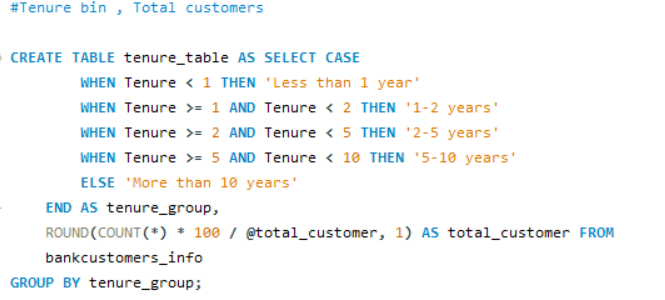 #Tenure bin , Total customers
CREATE TABLE tenure_table AS SELECT CASE
WHEN Tenure < 1 THEN 'Less than 1 year'
WHEN Tenure >= 1 AND Tenure < 2 THEN '1-2 years'
WHEN Tenure >= 2 AND Tenure < 5 THEN '2-5 years'
WHEN Tenure >= 5 AND Tenure < 10 THEN '5-10 years'
ELSE 'More than 10 years'
END AS tenure_group,
ROUND(COUNT(*) * 100 / @total_customer, 1) AS total_customer FROM
bankcustomers_info
GROUP BY tenure_group;